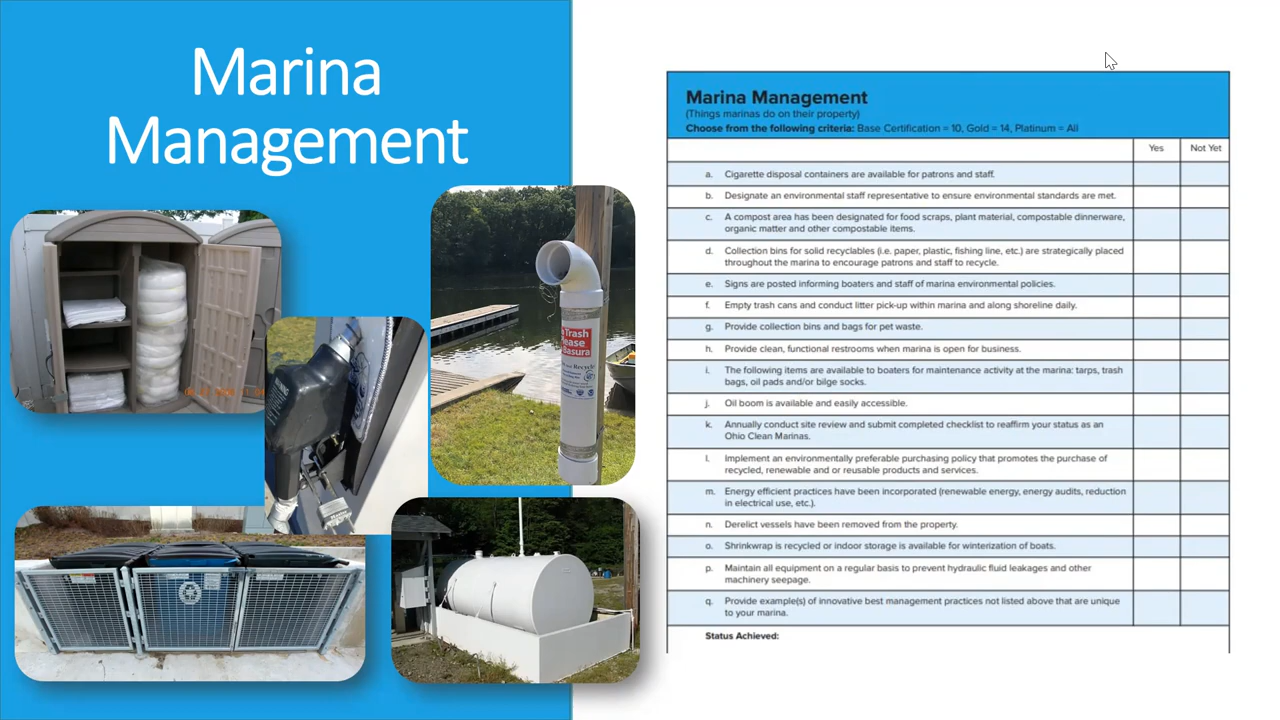 Marina
Management
Trash
Basura
Recycle
Marina Management
(Things marinas do on their property)
Choose from the following criteria: Base Certification = 10, Gold = 14, Platinum = All
Yes Not Yet
a. Cigarette disposal containers are available for patrons and staff.
b. Designate an environmental staff representative to ensure environmental standards are met.
c. A compost area has been designated for food scraps, plant material, compostable dinnerware,
organic matter and other compostable items.
d. Collection bins for solid recyclables (i.e. paper, plastic, fishing line, etc.) are strategically placed
throughout the marina to encourage patrons and staff to recycle.
e. Signs are posted informing boaters and staff of marina environmental policies.
f. Empty trash cans and conduct litter pick-up within marina and along shoreline daily.
g. Provide collection bins and bags for pet waste.
h. Provide clean, functional restrooms when marina is open for business.
i. The following items are available to boaters for maintenance activity at the marina: tarps, trash
bags, oil pads and/or bilge socks.
j. Oil boom is available and easily accessible.
k. Annually conduct site review and submit completed checklist to reaffirm your status as an
Ohio Clean Marinas.
l. Implement an environmentally preferable purchasing policy that promotes the purchase of
recycled, renewable and or reusable products and services.
m. Energy efficient practices have been incorporated (renewable energy, energy audits, reduction
in electrical use, etc.).
n. Derelict vessels have been removed from the property.
o. Shrinkwrap is recycled or indoor storage is available for winterization of boats.
p. Maintain all equipment on a regular basis to prevent hydraulic fluid leakages and other
machinery seepage.
q. Provide example(s) of innovative best management practices not listed above that are unique
to your marina.
Status Achieved: